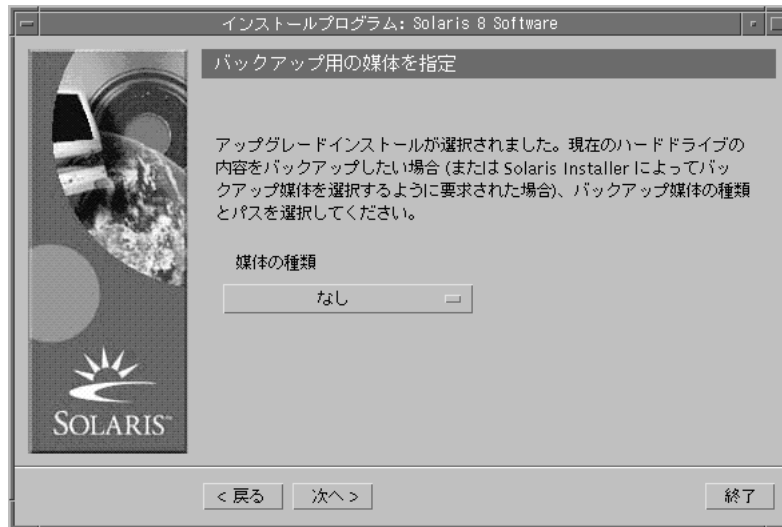 インストールプログラム: Solaris 8 Software
バックアップ用の媒体を指定
アップグレードインストールが選択されました。現在のハードドライブの
内容をバックアップしたい場合 (または Solaris Installer によってバッ
クアップ媒体を選択するように要求された場合)、バックアップ媒体の種類
とパスを選択してください。
媒体の種類
なし
SOLARIS™
< 戻る
次へ >
終了